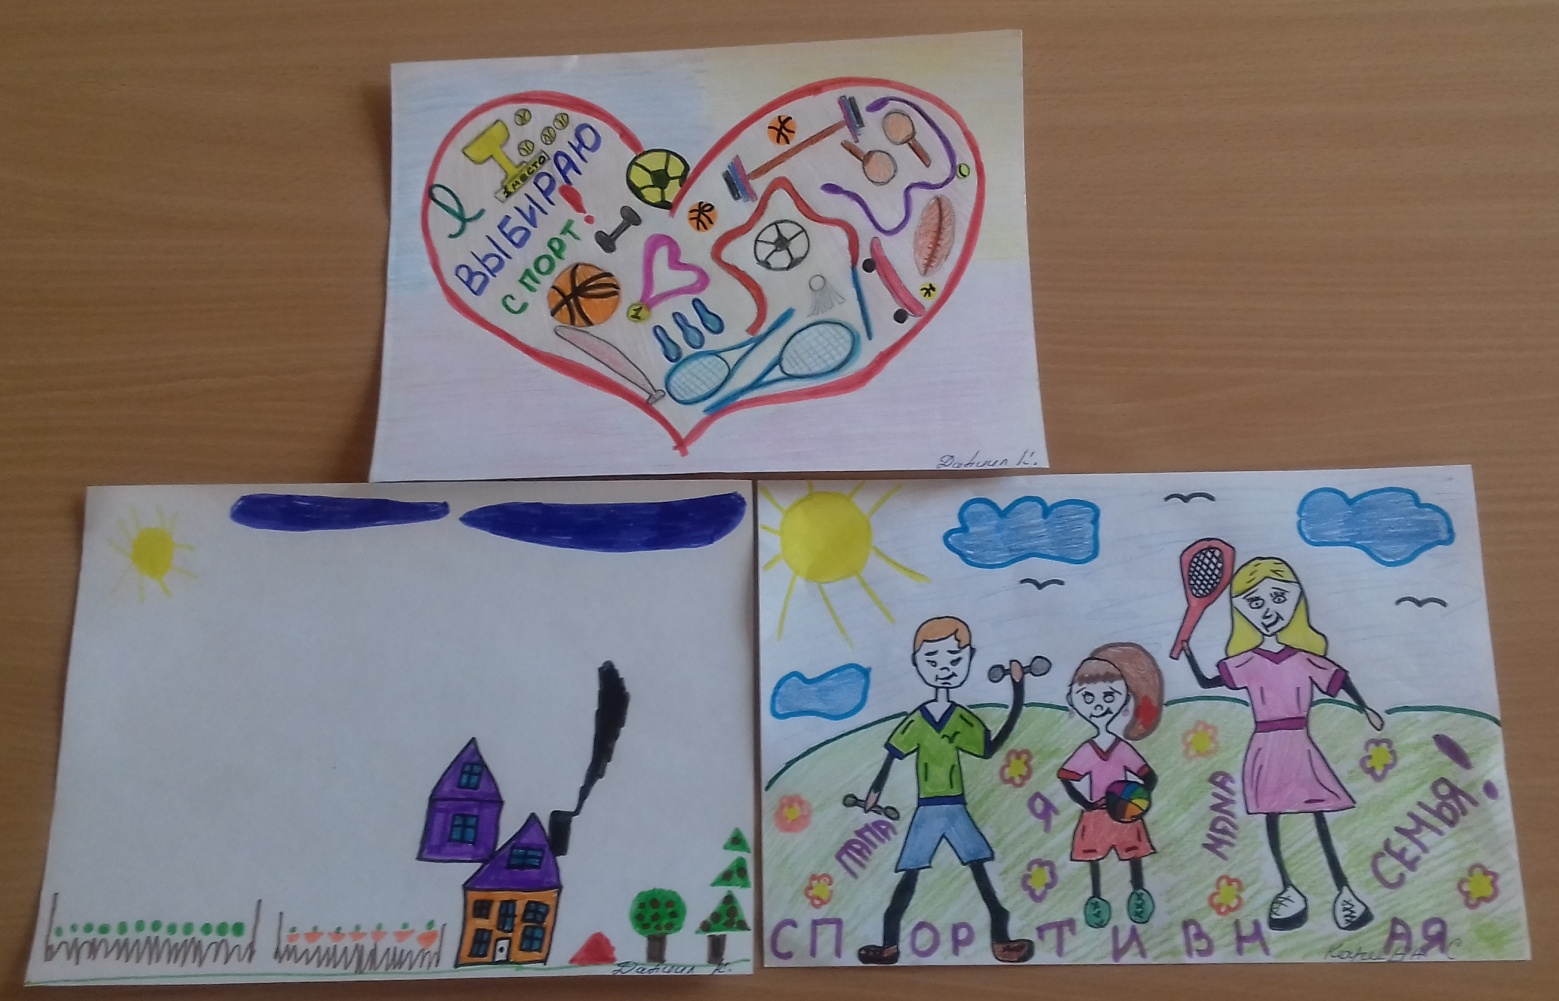 1 МЕСТО
Я
ВЫБИРАЮ
СПОРТ!
Даниил К.
Даниил К.
ПАПА
Я
МАМА
СПОРТИВНАЯ
СЕМЬЯ!